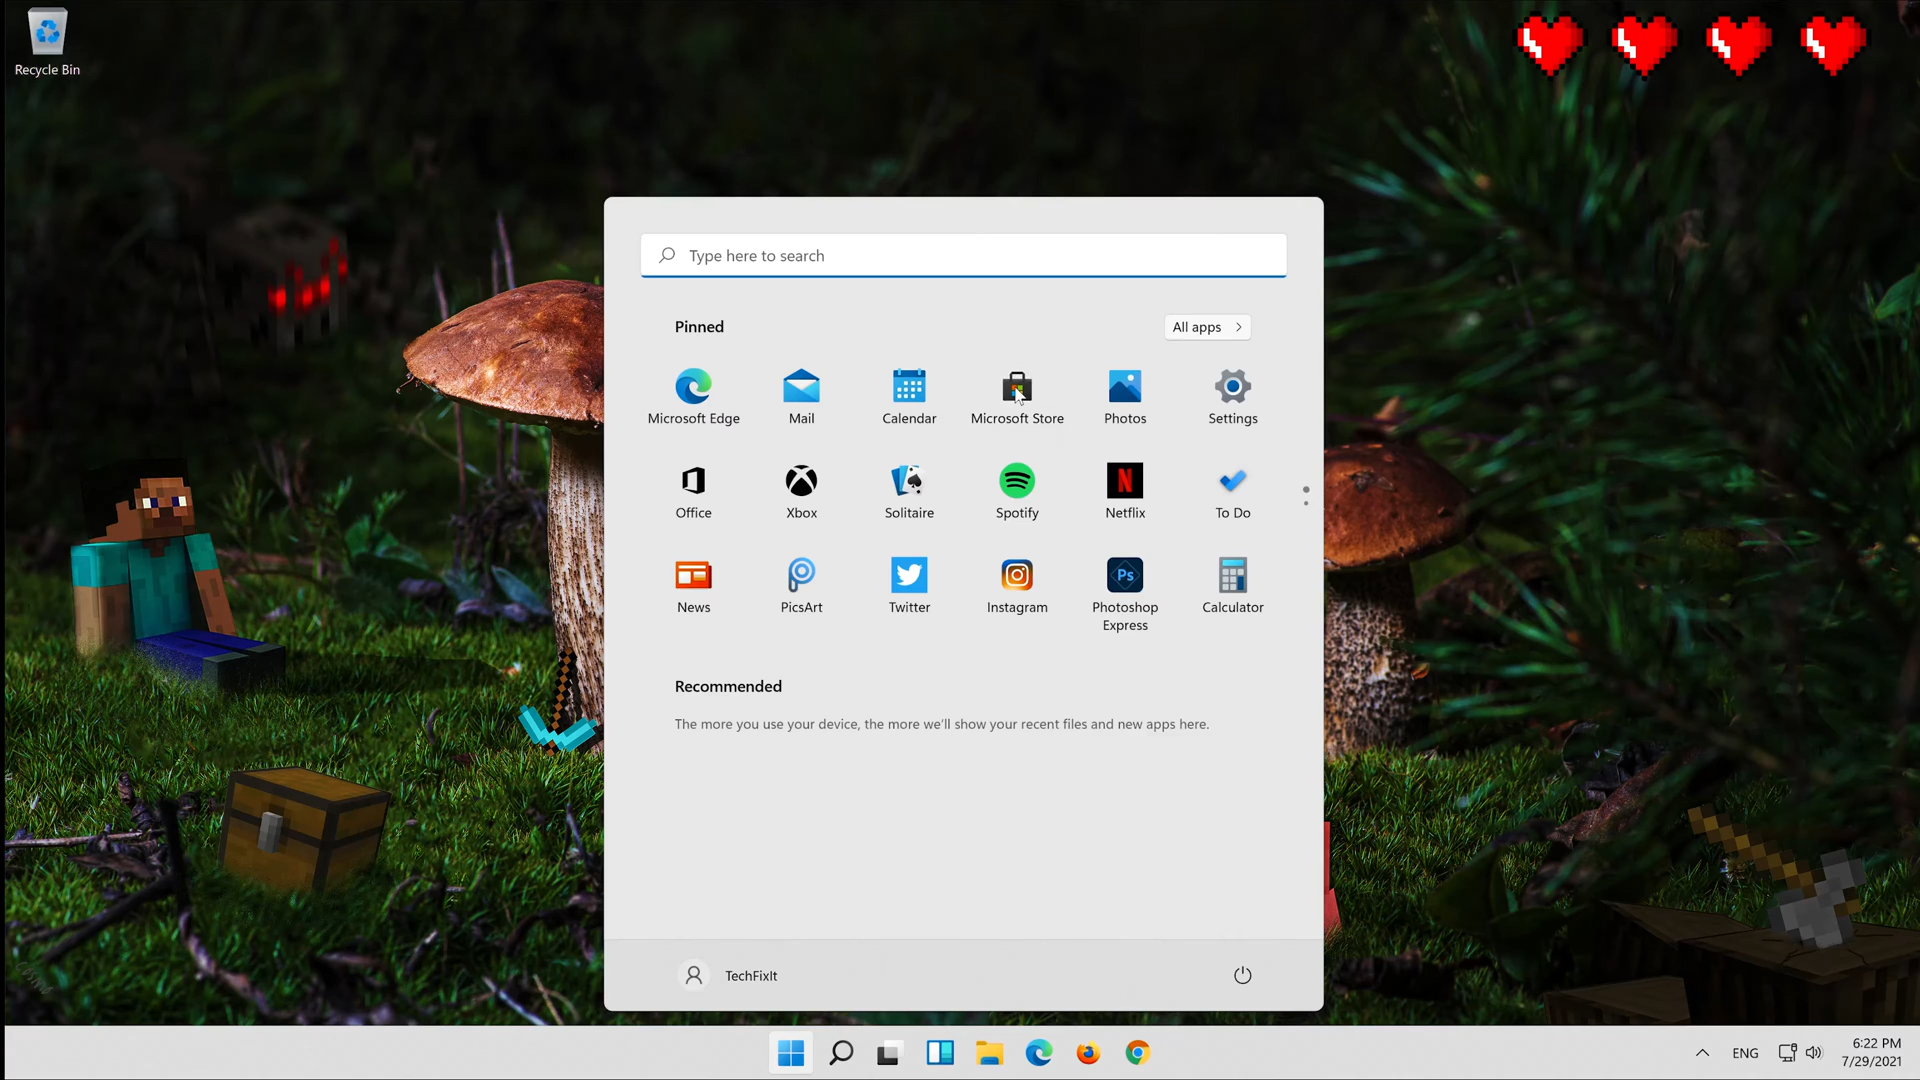 Recycle Bin
Type here to search
Pinned
All apps
Microsoft Edge
Mail
Calendar
Microsoft Store
Photos
Settings
Office
Xbox
Solitaire
Spotify
Netflix
To Do
News
PicsArt
Twitter
Instagram
Photoshop
Express
Calculator
Recommended
The more you use your device, the more we'll show your recent files and new apps here.
TechFixIt
ENG
6:22 PM
7/29/2021